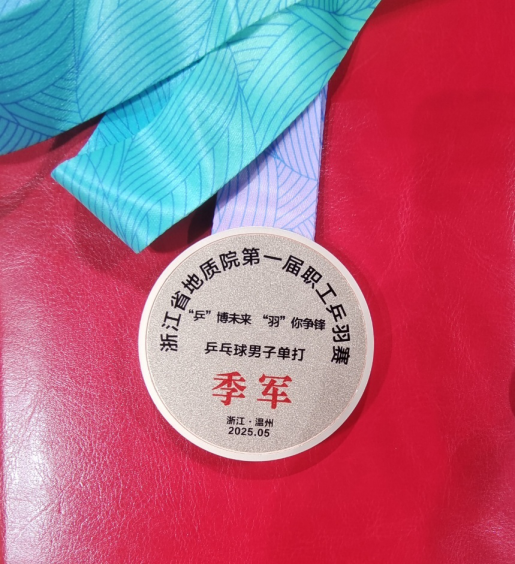 浙江省地质院第一届职工乒羽赛
“乒”博未来 “羽”你争锋
乒乓球男子单打
季军
浙江·温州
2025.05